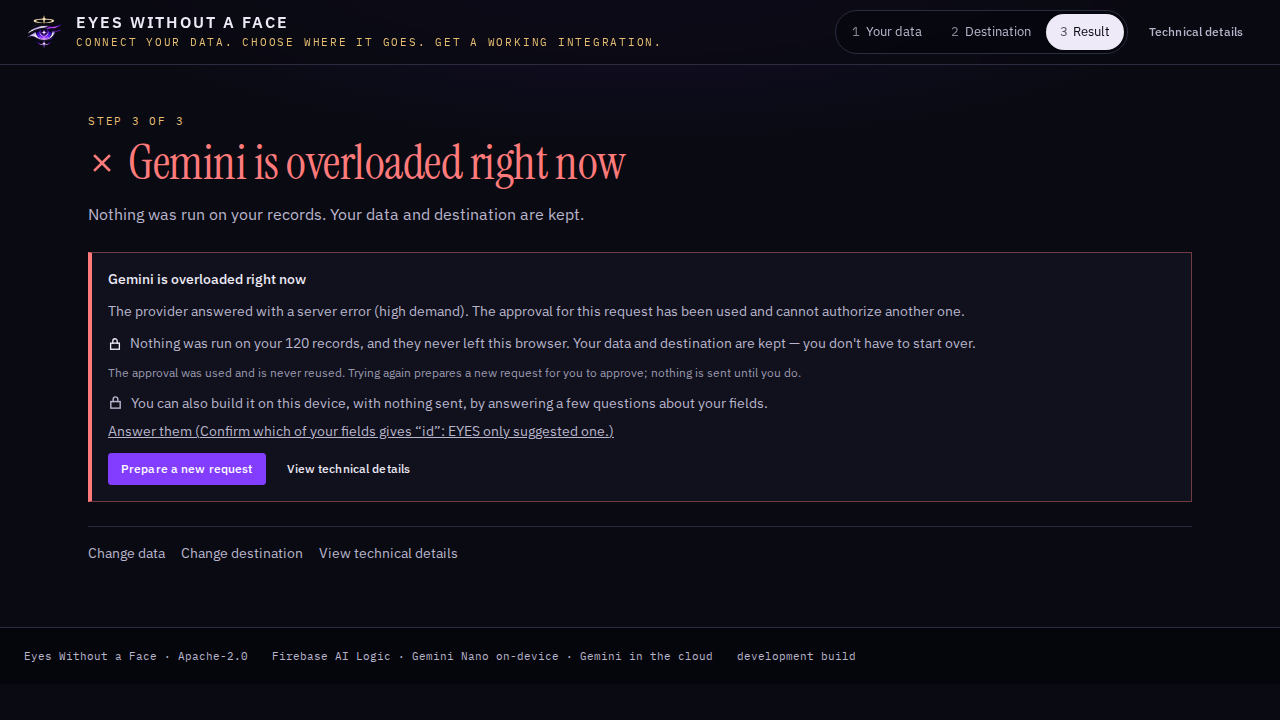 EYES WITHOUT A FACE
CONNECT YOUR DATA. CHOOSE WHERE IT GOES. GET A WORKING INTEGRATION.
1 Your data
2 Destination
3 Result
Technical details
STEP 3 OF 3
× Gemini is overloaded right now
Nothing was run on your records. Your data and destination are kept.
Gemini is overloaded right now
The provider answered with a server error (high demand). The approval for this request has been used and cannot authorize another one.
Nothing was run on your 120 records, and they never left this browser. Your data and destination are kept — you don't have to start over.
The approval was used and is never reused. Trying again prepares a new request for you to approve; nothing is sent until you do.
You can also build it on this device, with nothing sent, by answering a few questions about your fields.
Answer them (Confirm which of your fields gives “id”: EYES only suggested one.)
Prepare a new request
View technical details
Change data
Change destination
View technical details
Eyes Without a Face · Apache-2.0
Firebase AI Logic · Gemini Nano on-device · Gemini in the cloud
development build